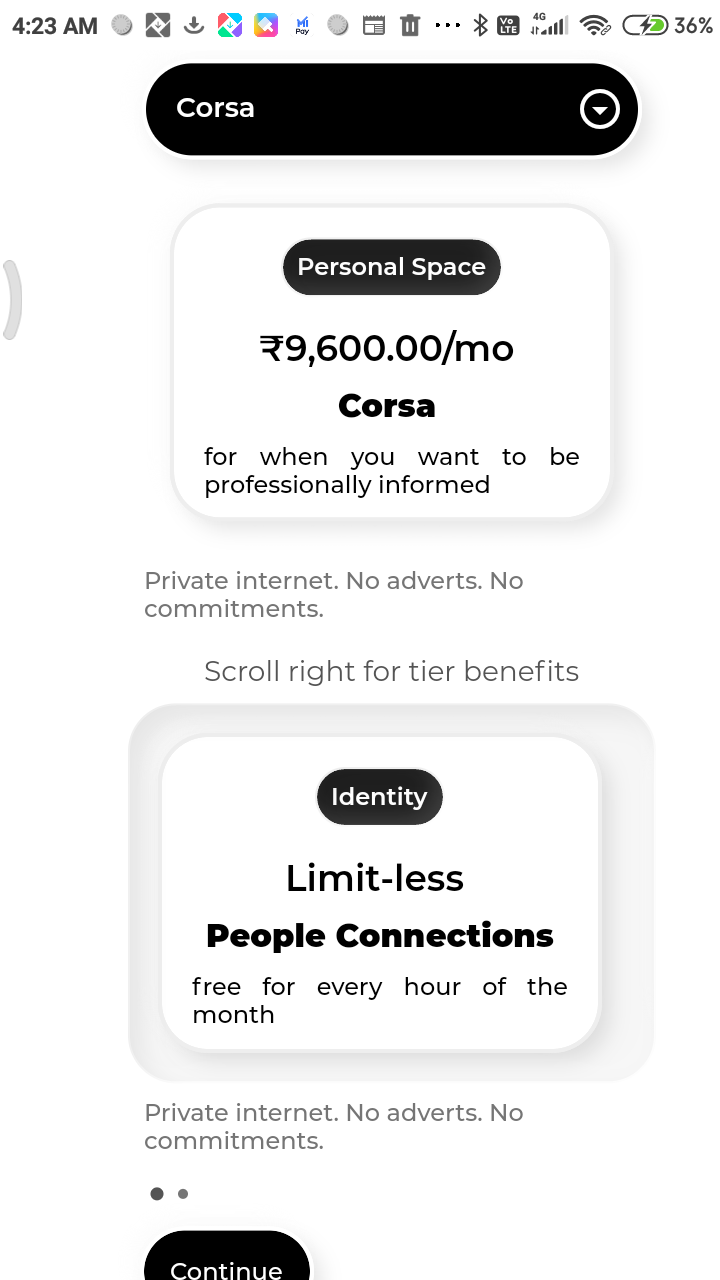 4:23 AM
Mi
Pay
Vo
LTE
4G
36%
Corsa
Personal Space
₹9,600.00/mo
Corsa
for when you want to be
professionally informed
Private internet. No adverts. No
commitments.
Scroll right for tier benefits
Identity
Limit-less
People Connections
free for every hour of the
month
Private internet. No adverts. No
commitments.
Continue